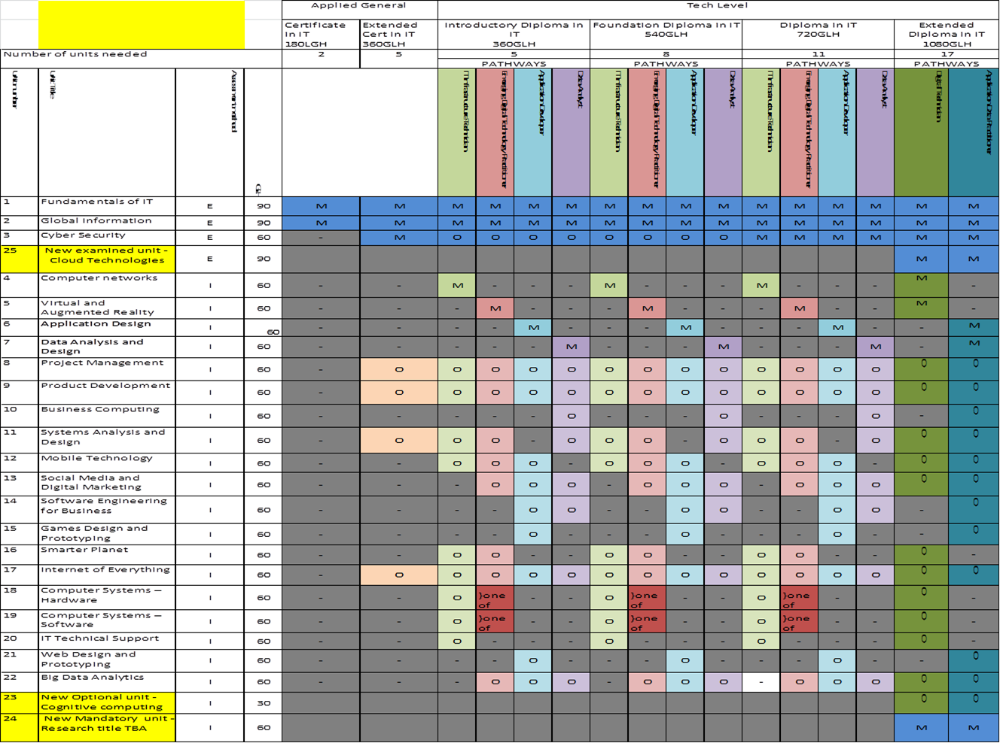 Applied General Tech Level
Certificate Extended Introductory Diploma in Foundation Diploma in IT Diploma in IT Extended
in IT Cert in IT IT 540GLH 720GLH Diploma in IT
180LGH 360GLH 360GLH 1080GLH
Number of units needed 2 5 5 8 11 17
PATHWAYS PATHWAYS PATHWAYS PATHWAYS
Unit number Unit Title IT Infrastructure Technician Emerging Digital Technology Practitioner Application Developer Data Analyst IT Infrastructure Technician Emerging Digital Technology Practitioner Application Developer Data Analyst IT Infrastructure Technician Emerging Digital Technology Practitioner Application Developer Data Analyst Digital Technician
1 Fundamentals of IT E 90 M M M M M M M M M M M M M M M M
2 Global Information E 90 M M M M M M M M M M M M M M M M
3 Cyber Security E 60 - M O O O O O O O O M M M M M M
25 New examined unit -
Cloud Technologies E 90 M M
4 Computer networks I 60 - - M - - - M - - - M - - - M -
5 Virtual and
Augmented Reality I 60 - - - M - - - M - - - M - - M -
6 Application Design I 60 - - - - M - - - M - - - M - - M
7 Data Analysis and
Design I 60 - - - - - M - - - M - - - M - M
8 Project Management I 60 - O O O O O O O O O O O O O O O
9 Product Development I 60 - O O O O O O O O O O O O O O O
10 Business Computing I 60 - - - - - O - - - O - - - O - O
11 Systems Analysis and
Design I 60 - O O O - O O O - O O O - O O O
12 Mobile Technology I 60 - - O O O - O O O - O O O - O O
13 Social Media and
Digital Marketing I 60 - - - O O O - O O O - O O O O O
14 Software Engineering
for Business I 60 - - - - O O - - O O - - O O - O
15 Games Design and
Prototyping I 60 - - - - O - - - O - - - O - - O
16 Smarter Planet I 60 - - O O - - O O - - O O - - O -
17 Internet of Everything I 60 - O O O O O O O O O O O O O O O
18 Computer Systems –
Hardware I 60 - - O }one of - - O }one of - - O }one of - - O -
19 Computer Systems –
Software I 60 - - O }one of - - O }one of - - O }one of - - O -
20 IT Technical Support I 60 - - O - - - O - - - O - - - O -
21 Web Design and
Prototyping I 60 - - - - O - - - O - - - O - - O
22 Big Data Analytics I 60 - - - O O O - O O O - O O O O O
23 New Optional unit -
Cognitive computing I 30 O O
24 New Mandatory unit -
Research title TBA I 60 M M